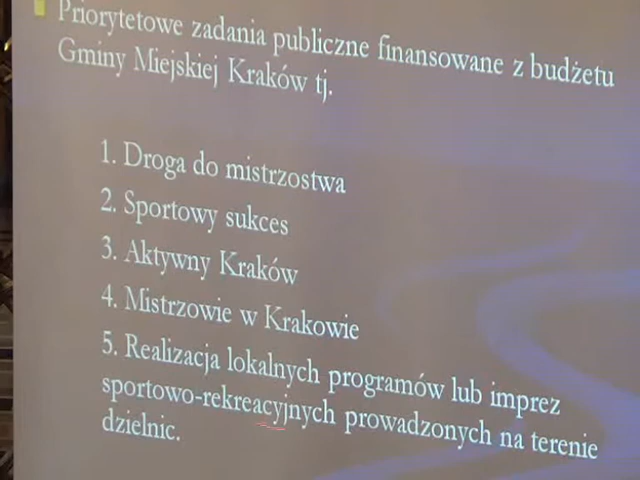 Priorytetowe zadania publiczne finansowane z budżetu
Gminy Miejskiej Kraków tj.
1. Droga do mistrzostwa
2. Sportowy sukces
3. Aktywny Kraków
4. Mistrzowie w Krakowie
5. Realizacja lokalnych programów lub imprez
sportowo-rekreacyjnych prowadzonych na terenie
dzielnic.